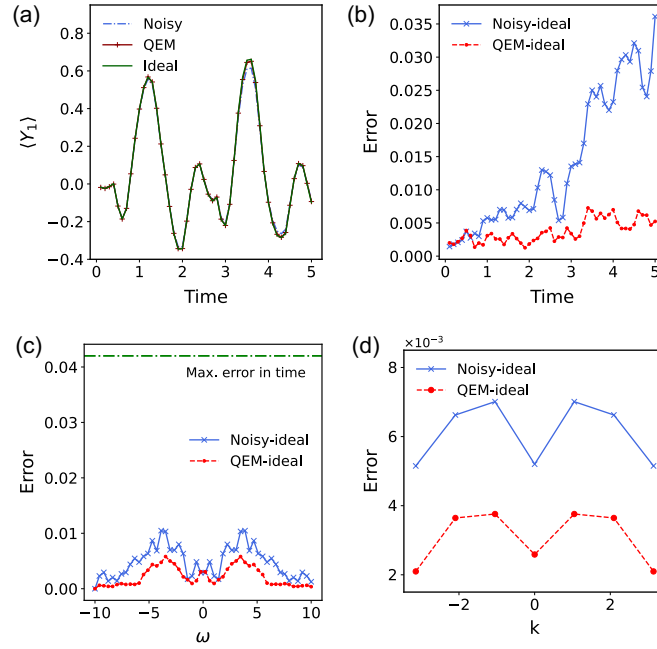 (a)
Noisy
QEM
Ideal
⟨Y₁⟩
0.8
0.6
0.4
0.2
0.0
−0.2
−0.4
0 1 2 3 4 5
Time
(b)
Noisy-ideal
QEM-ideal
Error
0.035
0.030
0.025
0.020
0.015
0.010
0.005
0.000
0 1 2 3 4 5
Time
(c)
Max. error in time
Noisy-ideal
QEM-ideal
Error
0.04
0.03
0.02
0.01
0.00
−10 −5 0 5 10
ω
(d)
×10⁻³
Noisy-ideal
QEM-ideal
Error
8
6
4
2
−2 0 2
k